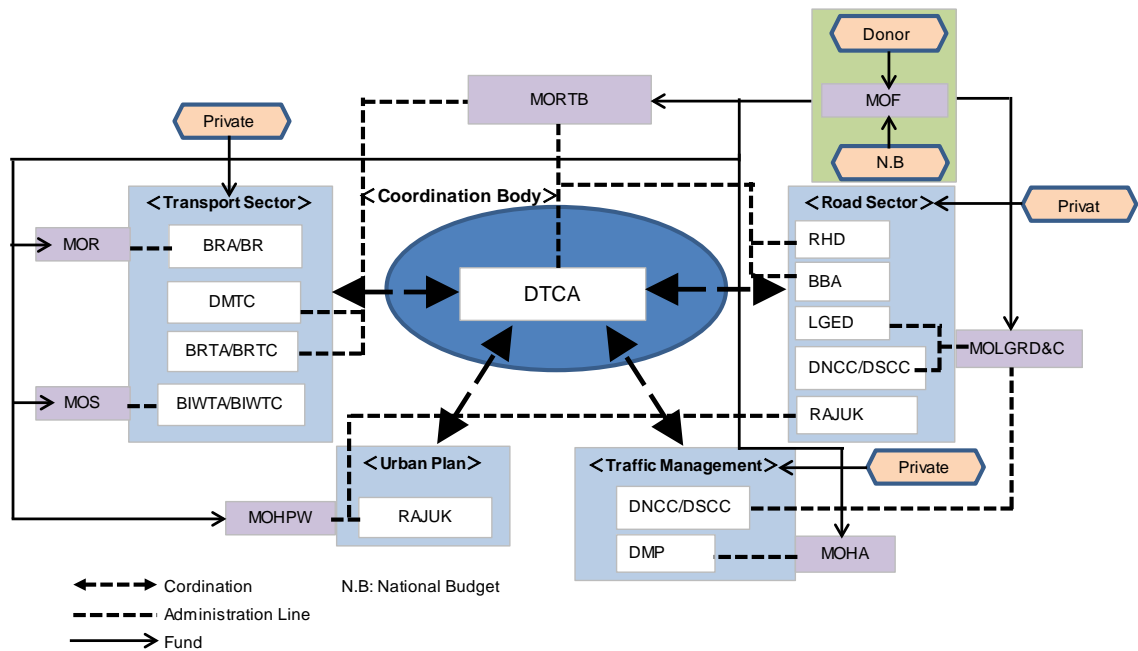 Donor
MORTB
MOF
Private
N.B
＜Transport Sector＞
＜Coordination Body＞
＜Road Sector＞
Privat
MOR
BRA/BR
RHD
DTCA
BBA
DMTC
LGED
BRTA/BRTC
MOLGRD&C
DNCC/DSCC
MOS
BIWTA/BIWTC
RAJUK
＜Urban Plan＞
＜Traffic Management＞
Private
MOHPW
RAJUK
DNCC/DSCC
DMP
MOHA
Cordination
N.B: National Budget
Administration Line
Fund